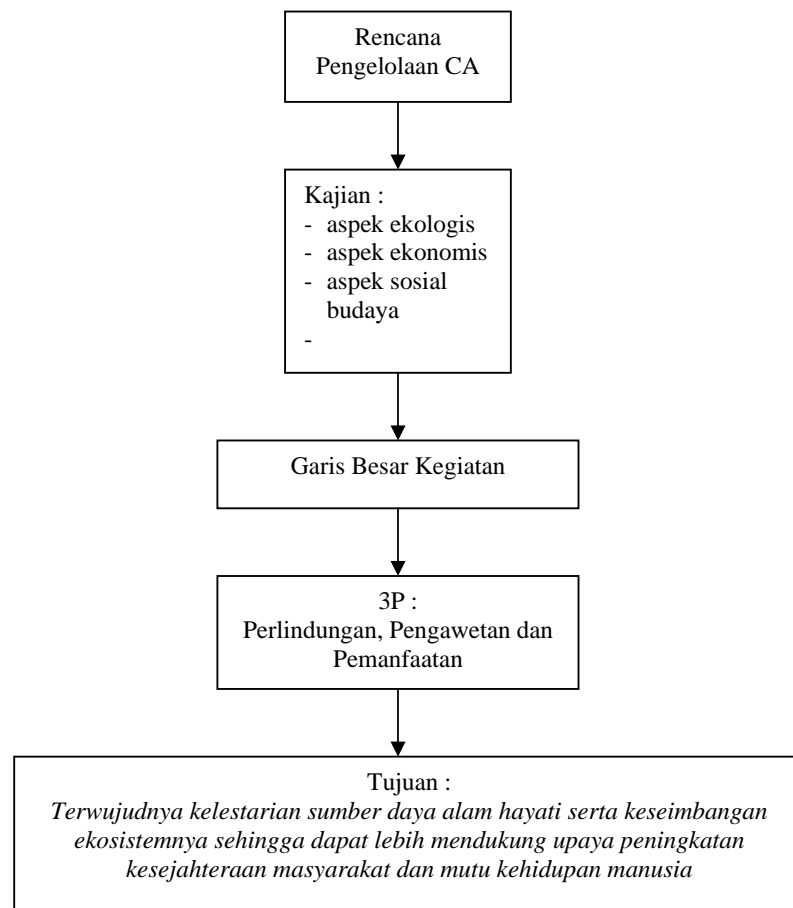 Rencana
Pengelolaan CA
Kajian :
- aspek ekologis
- aspek ekonomis
- aspek sosial
budaya
-
Garis Besar Kegiatan
3P :
Perlindungan, Pengawetan dan
Pemanfaatan
Tujuan :
Terwujudnya kelestarian sumber daya alam hayati serta keseimbangan
ekosistemnya sehingga dapat lebih mendukung upaya peningkatan
kesejahteraan masyarakat dan mutu kehidupan manusia